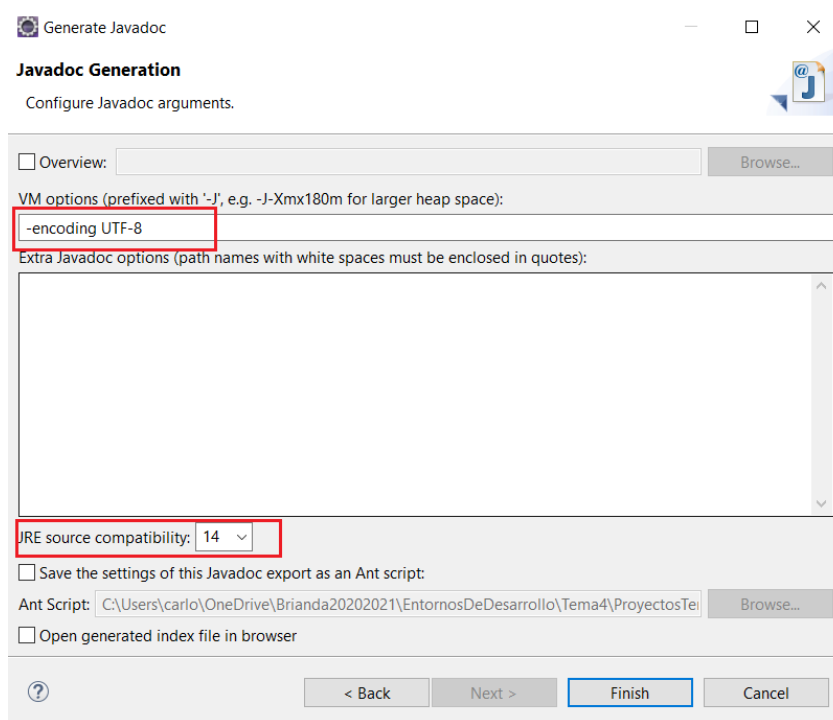 Generate Javadoc
Javadoc Generation
Configure Javadoc arguments.
@J
Overview:
Browse...
VM options (prefixed with '-J', e.g. -J-Xmx180m for larger heap space):
-encoding UTF-8
Extra Javadoc options (path names with white spaces must be enclosed in quotes):
JRE source compatibility: 14
Save the settings of this Javadoc export as an Ant script:
Ant Script: C:\Users\carlo\OneDrive\Brianda20202021\EntornosDeDesarrollo\Tema4\ProyectosTe Browse...
Open generated index file in browser
? < Back Next > Finish Cancel